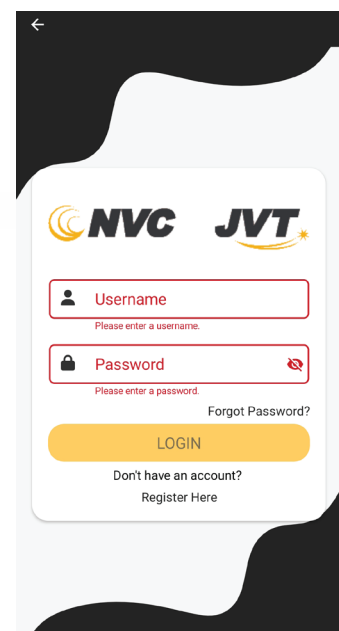 NVC JVT
Username
Please enter a username.
Password
Please enter a password.
Forgot Password?
LOGIN
Don't have an account?
Register Here